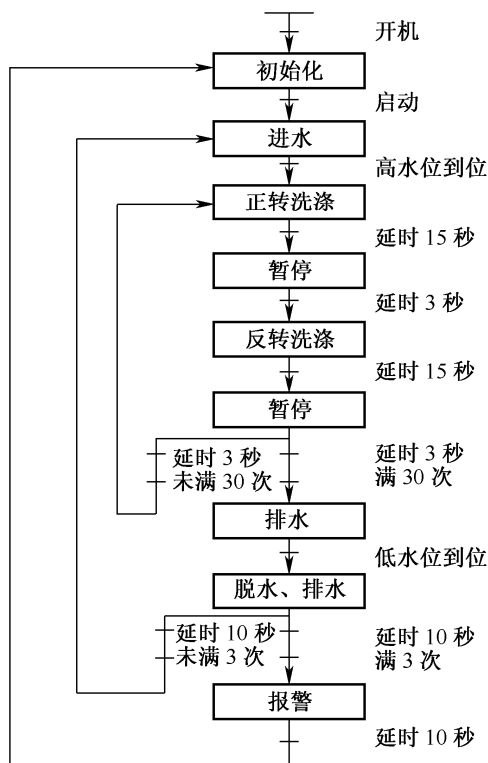 开机
初始化
启动
进水
高水位到位
正转洗涤
延时 15 秒
暂停
延时 3 秒
反转洗涤
延时 15 秒
暂停
延时 3 秒
未满 30 次
延时 3 秒
满 30 次
排水
低水位到位
脱水、排水
延时 10 秒
未满 3 次
延时 10 秒
满 3 次
报警
延时 10 秒